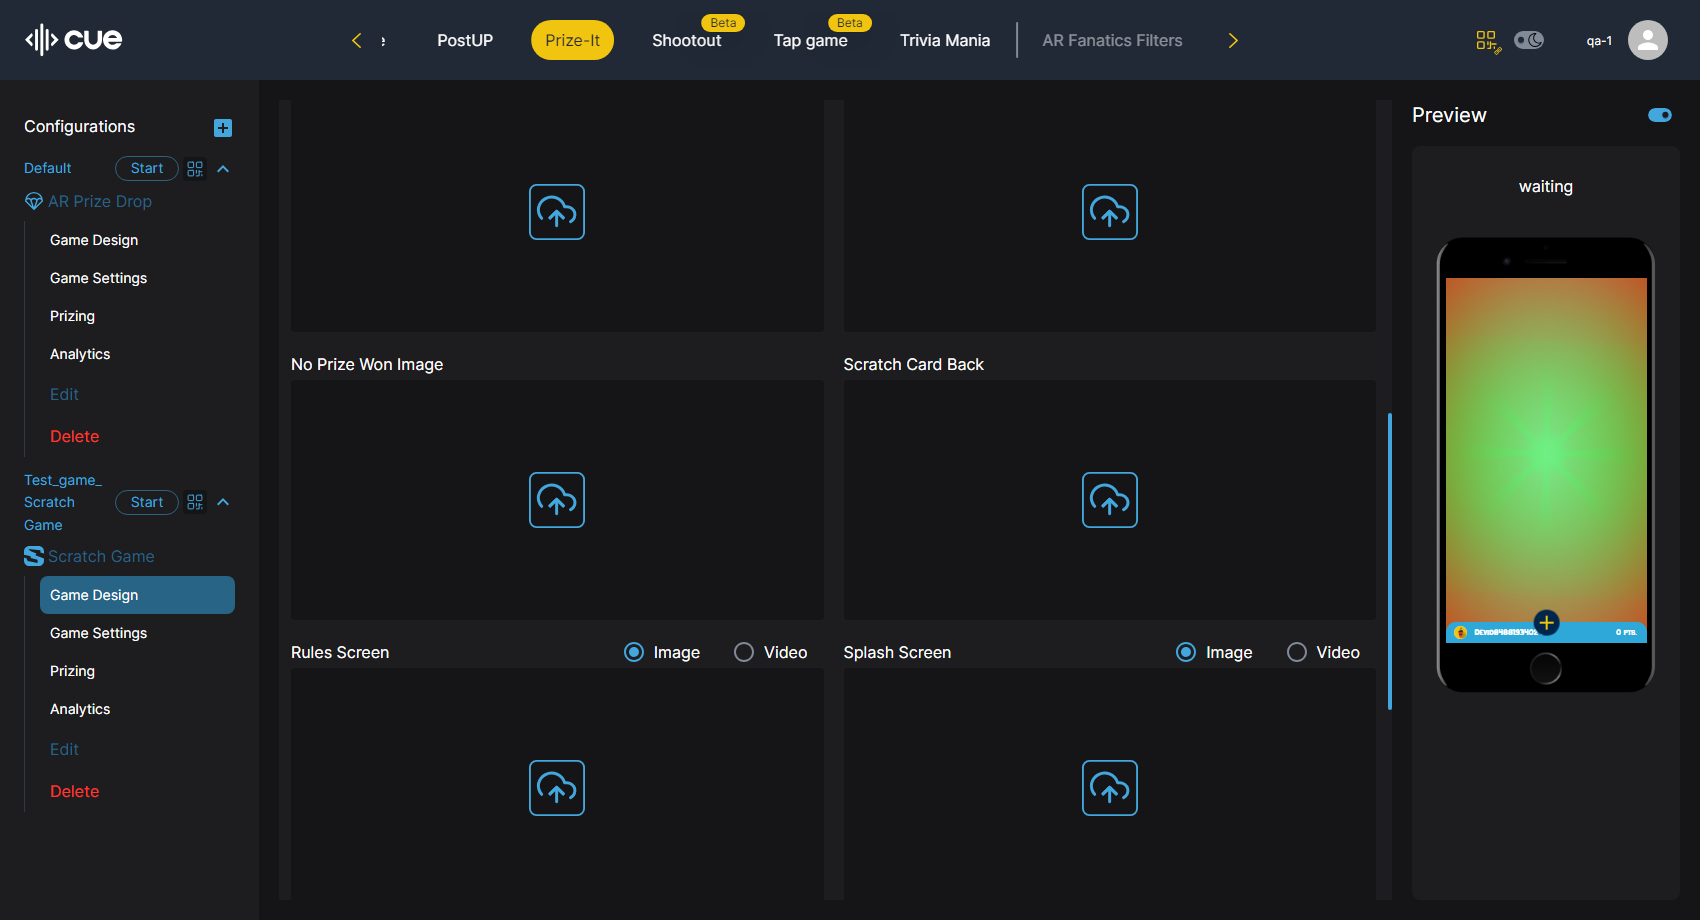 cue
PostUP
Prize-It
Beta
Shootout
Beta
Tap game
Trivia Mania
AR Fanatics Filters
qa-1
Configurations
Default
Start
AR Prize Drop
Game Design
Game Settings
Prizing
Analytics
Edit
Delete
Test_game_
Scratch
Game
Start
Scratch Game
Game Design
Game Settings
Prizing
Analytics
Edit
Delete
No Prize Won Image
Scratch Card Back
Rules Screen
Image
Video
Splash Screen
Image
Video
Preview
waiting
0 PTS.